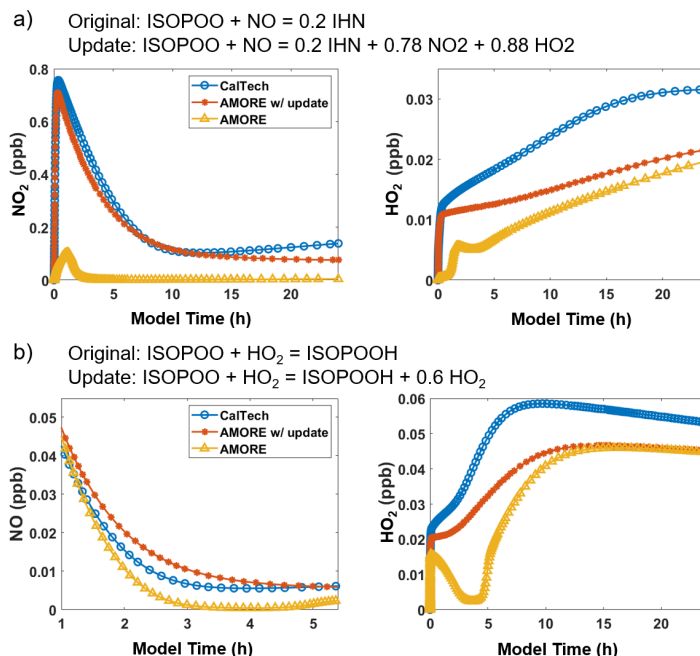 a)
Original: ISOPOO + NO = 0.2 IHN
Update: ISOPOO + NO = 0.2 IHN + 0.78 NO2 + 0.88 HO2
0.8
0.6
0.4
0.2
0
NO₂ (ppb)
CalTech
AMORE w/ update
AMORE
0 5 10 15 20
Model Time (h)
0.03
0.02
0.01
0
HO₂ (ppb)
0 5 10 15 20
Model Time (h)
b)
Original: ISOPOO + HO₂ = ISOPOOH
Update: ISOPOO + HO₂ = ISOPOOH + 0.6 HO₂
0.05
0.04
0.03
0.02
0.01
0
NO (ppb)
CalTech
AMORE w/ update
AMORE
1 2 3 4 5
Model Time (h)
0.06
0.05
0.04
0.03
0.02
0.01
0
HO₂ (ppb)
0 5 10 15 20
Model Time (h)